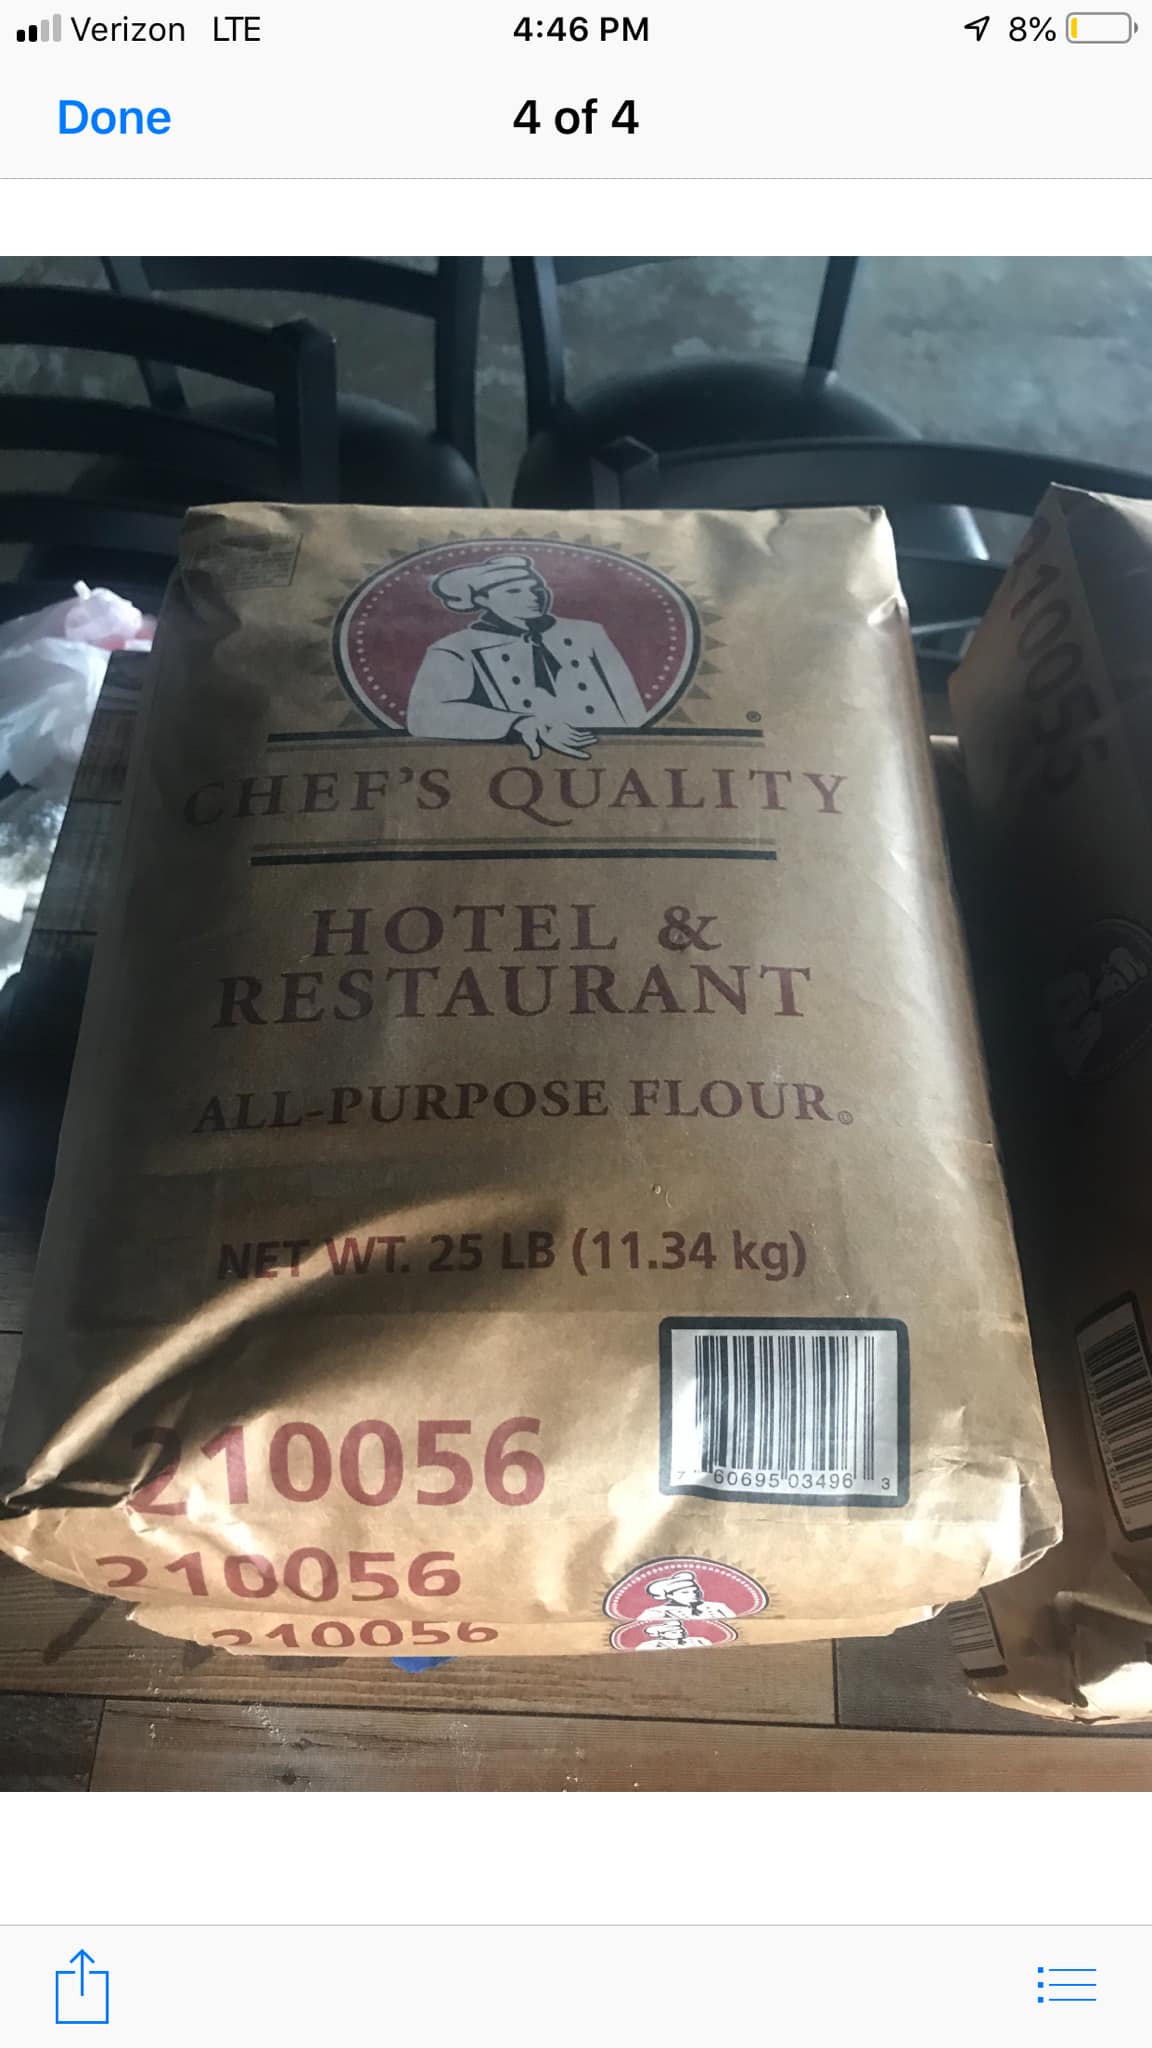 Verizon LTE 4:46 PM 8%
Done 4 of 4
CHEF'S QUALITY
HOTEL &
RESTAURANT
ALL-PURPOSE FLOUR
NET WT. 25 LB (11.34 kg)
210056
7 60695 03496 3
210056
210056